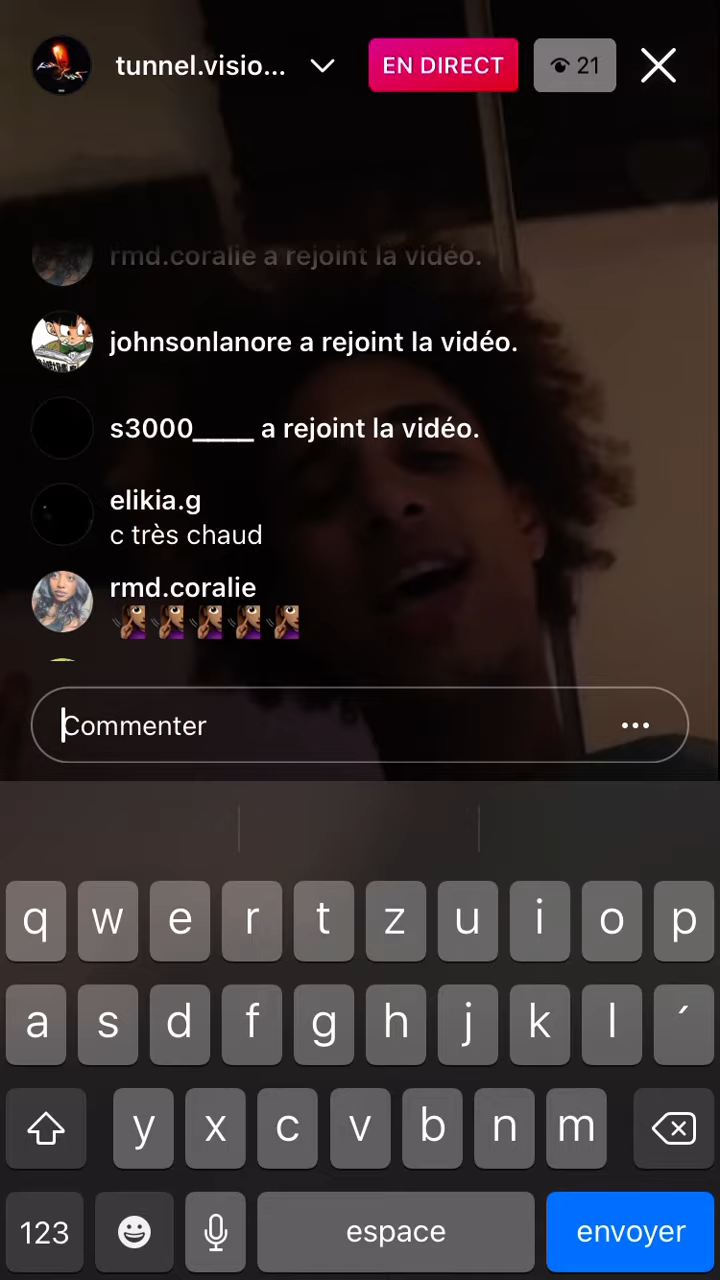 tunnel.visio...
EN DIRECT
21
rmd.coralie a rejoint la vidéo.
johnsonlanore a rejoint la vidéo.
s3000____ a rejoint la vidéo.
elikia.g
c très chaud
rmd.coralie
Commenter
q w e r t z u i o p
a s d f g h j k l ´
y x c v b n m
123 espace envoyer